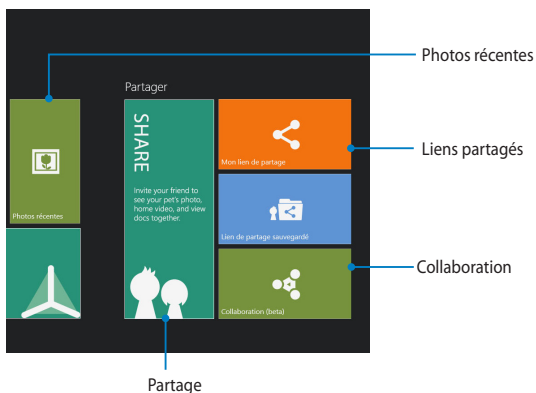 Photos récentes
Partager
SHARE
Invite your friend to
see your pet's photo,
home video, and view
docs together.
Mon lien de partage
Liens partagés
Photos récentes
Lien de partage sauvegardé
Collaboration
Collaboration (beta)
Partage